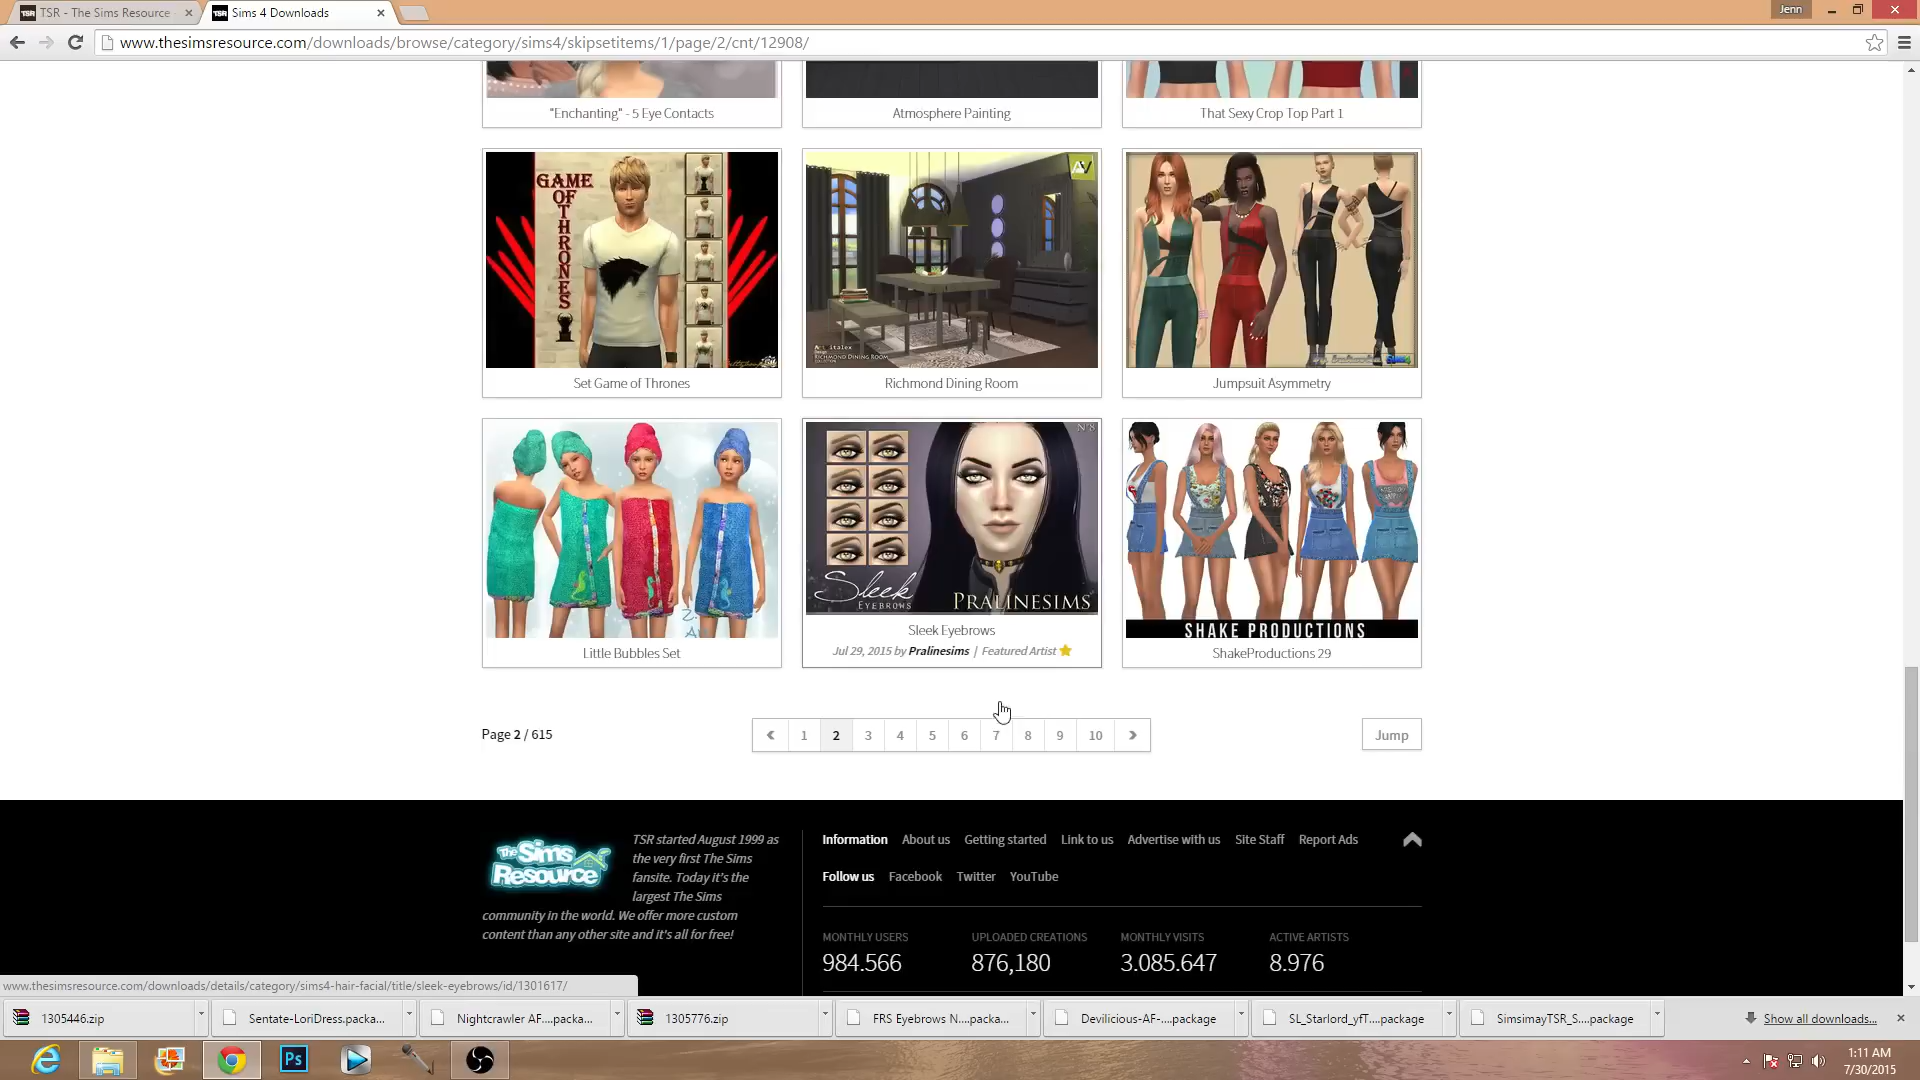 TSR - The Sims Resource
Sims 4 Downloads
Jenn
www.thesimsresource.com/downloads/browse/category/sims4/skipsetitems/1/page/2/cnt/12908/
"Enchanting" - 5 Eye Contacts
Atmosphere Painting
That Sexy Crop Top Part 1
GAME OF THRONES
AV
RICHMOND DINING ROOM
Set Game of Thrones
Richmond Dining Room
Jumpsuit Asymmetry
N°8
Sleek
EYEBROWS
PRALINESIMS
SHAKE PRODUCTIONS
Little Bubbles Set
Sleek Eyebrows
Jul 29, 2015 by Pralinesims | Featured Artist
ShakeProductions 29
Page 2 / 615
1 2 3 4 5 6 7 8 9 10
Jump
The Sims Resource
TSR started August 1999 as
the very first The Sims
fansite. Today it's the
largest The Sims
community in the world. We offer more custom
content than any other site and it's all for free!
Information About us Getting started Link to us Advertise with us Site Staff Report Ads
Follow us Facebook Twitter YouTube
MONTHLY USERS UPLOADED CREATIONS MONTHLY VISITS ACTIVE ARTISTS
984.566 876,180 3.085.647 8.976
www.thesimsresource.com/downloads/details/category/sims4-hair-facial/title/sleek-eyebrows/id/1301617/
1305446.zip
Sentate-LoriDress.packa...
Nightcrawler AF....packa...
1305776.zip
FRS Eyebrows N....packa...
Devilicious-AF-....package
SL_Starlord_yfT....package
SimsimayTSR_S....package
Show all downloads...
Ps
1:11 AM
7/30/2015